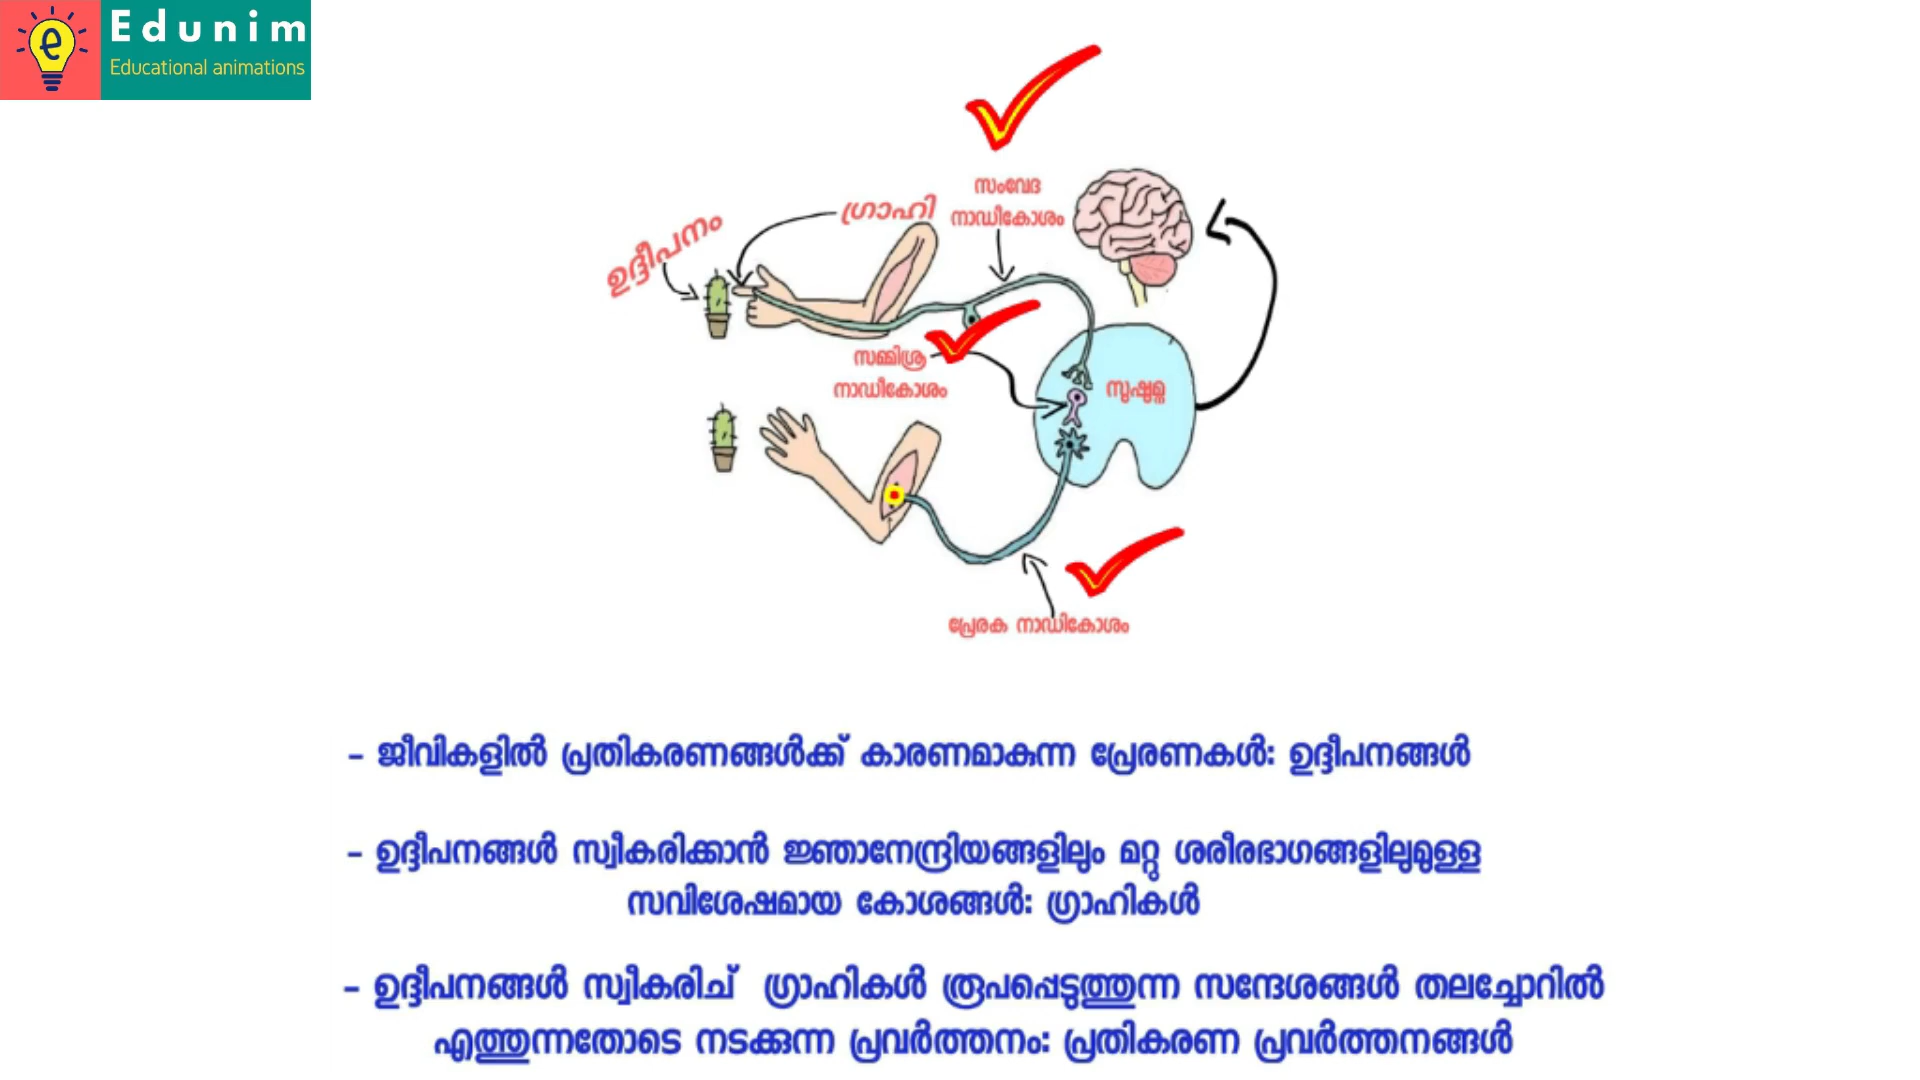 e
Edunim
Educational animations
സംവേദ
നാഡീകോശം
ഗ്രാഹി
ഉദ്ദീപനം
സമ്മിശ്ര
നാഡീകോശം
സുഷുമ്ന
പ്രേരക നാഡികോശം
- ജീവികളിൽ പ്രതികരണങ്ങൾക്ക് കാരണമാകുന്ന പ്രേരണകൾ: ഉദ്ദീപനങ്ങൾ
- ഉദ്ദീപനങ്ങൾ സ്വീകരിക്കാൻ ജ്ഞാനേന്ദ്രിയങ്ങളിലും മറ്റു ശരീരഭാഗങ്ങളിലുമുള്ള
സവിശേഷമായ കോശങ്ങൾ: ഗ്രാഹികൾ
- ഉദ്ദീപനങ്ങൾ സ്വീകരിച് ഗ്രാഹികൾ രൂപപ്പെടുത്തുന്ന സന്ദേശങ്ങൾ തലച്ചോറിൽ
എത്തുന്നതോടെ നടക്കുന്ന പ്രവർത്തനം: പ്രതികരണ പ്രവർത്തനങ്ങൾ